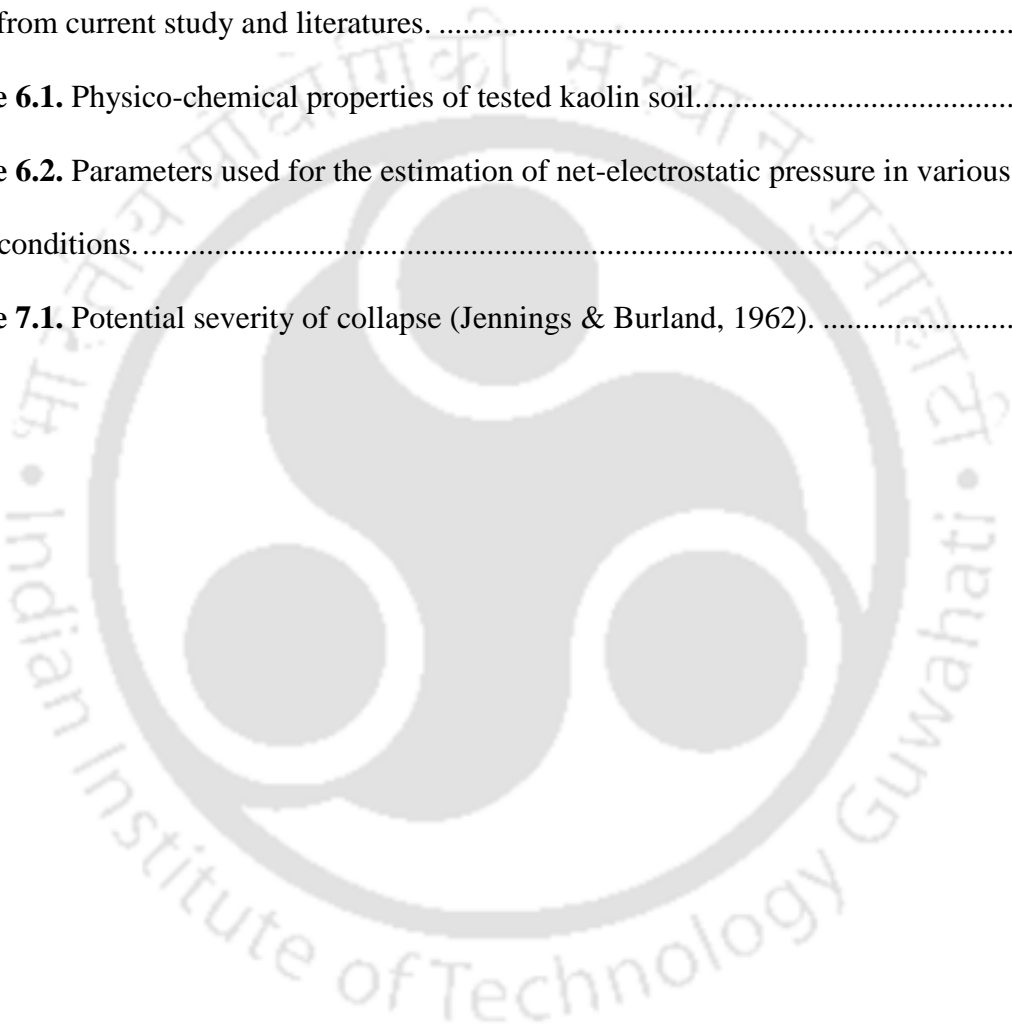 from current study and literatures. ................................................................................
e 6.1. Physico-chemical properties of tested kaolin soil.............................................
e 6.2. Parameters used for the estimation of net-electrostatic pressure in various
conditions. ........................................................................................................................
e 7.1. Potential severity of collapse (Jennings & Burland, 1962). ...........................
Indian Institute of Technology Guwahati